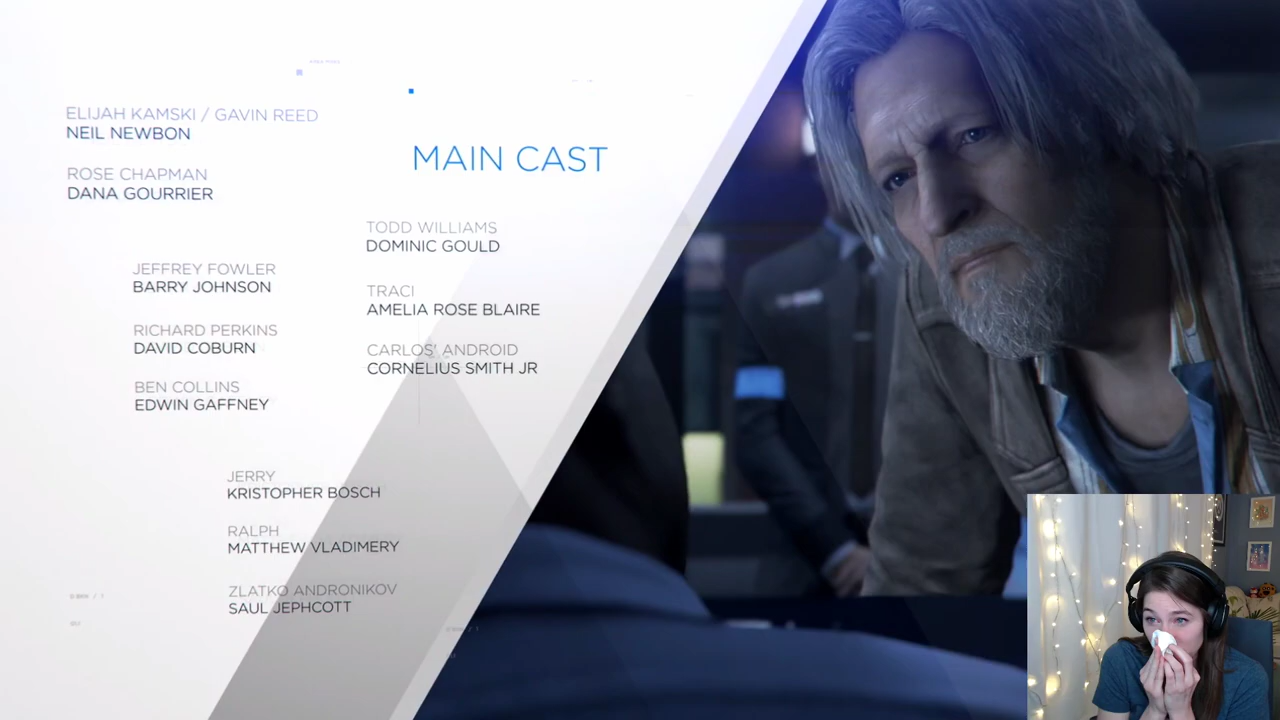 ELIJAH KAMSKI / GAVIN REED
NEIL NEWBON
ROSE CHAPMAN
DANA GOURRIER
JEFFREY FOWLER
BARRY JOHNSON
RICHARD PERKINS
DAVID COBURN
BEN COLLINS
EDWIN GAFFNEY
JERRY
KRISTOPHER BOSCH
RALPH
MATTHEW VLADIMERY
ZLATKO ANDRONIKOV
SAUL JEPHCOTT
MAIN CAST
TODD WILLIAMS
DOMINIC GOULD
TRACI
AMELIA ROSE BLAIRE
CARLOS' ANDROID
CORNELIUS SMITH JR